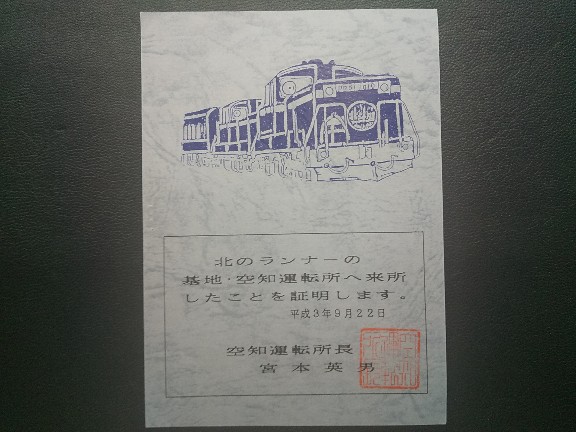 北のランナーの
基地・空知運転所へ来所
したことを証明します。
平成3年9月22日
空知運転所長
宮本英男